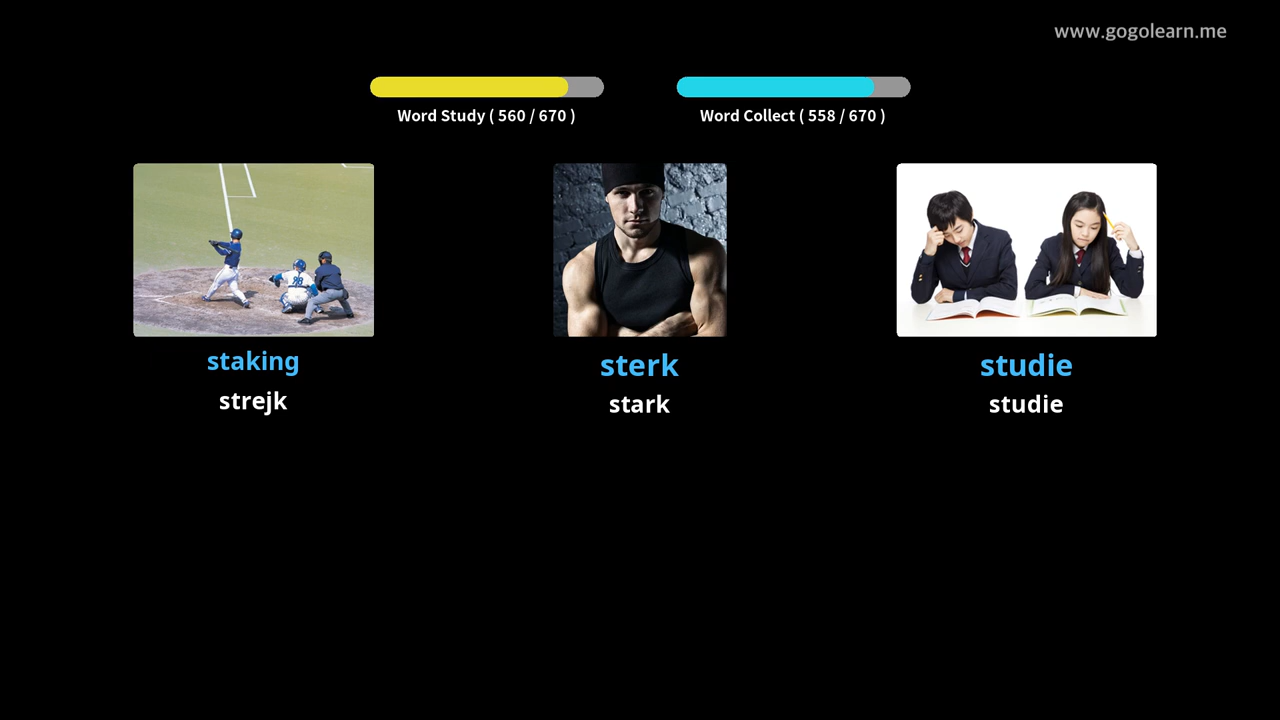 www.gogolearn.me
Word Study ( 560 / 670 )
Word Collect ( 558 / 670 )
staking
strejk
sterk
stark
studie
studie